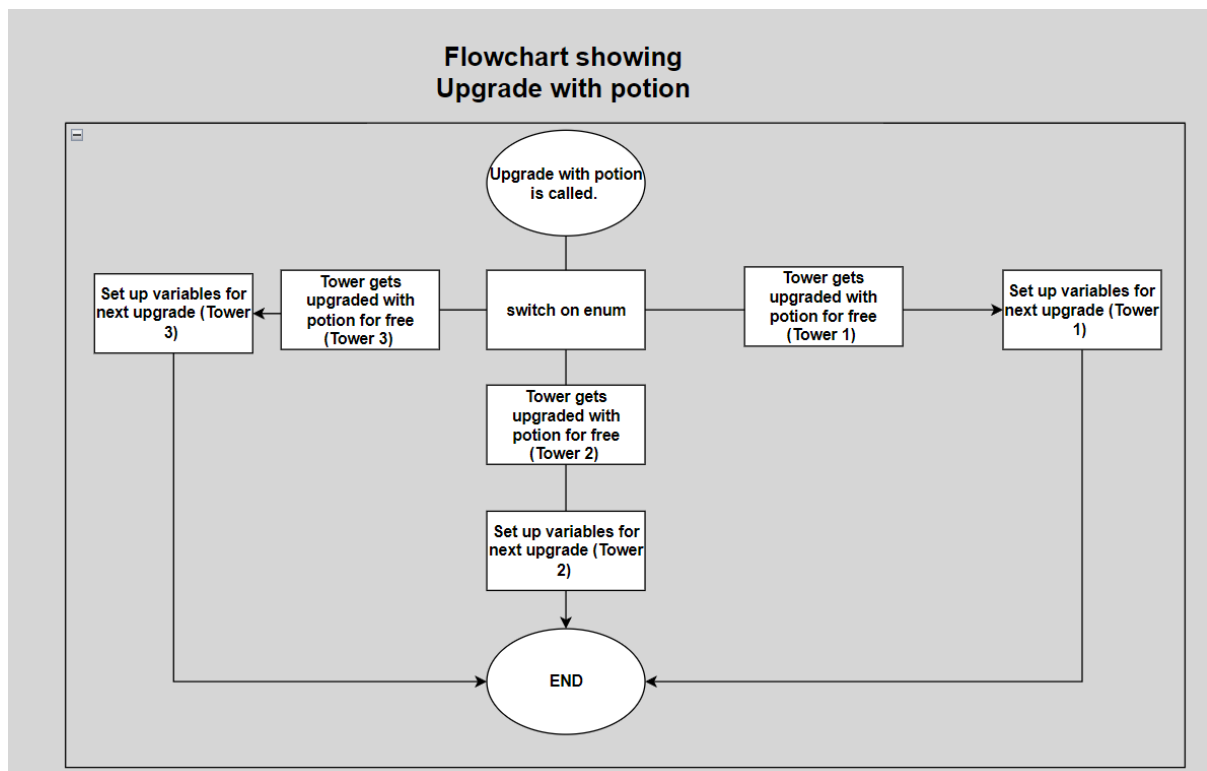 Flowchart showing
Upgrade with potion
Upgrade with potion
is called.
Set up variables for
next upgrade (Tower
3)
Tower gets
upgraded with
potion for free
(Tower 3)
switch on enum
Tower gets
upgraded with
potion for free
(Tower 1)
Set up variables for
next upgrade (Tower
1)
Tower gets
upgraded with
potion for free
(Tower 2)
Set up variables for
next upgrade (Tower
2)
END